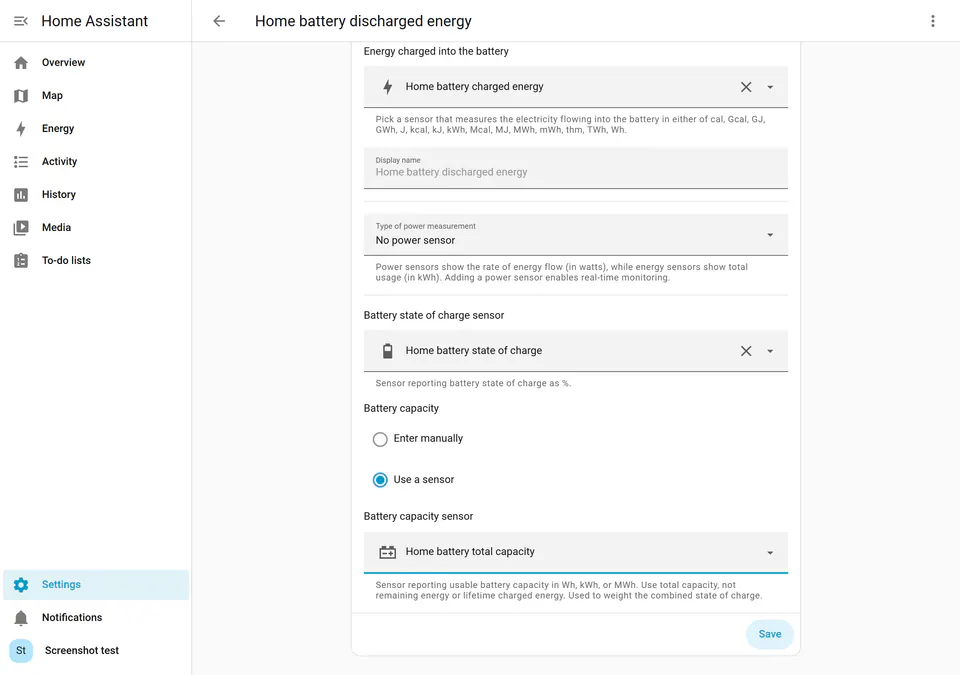 Home Assistant
Home battery discharged energy
Overview
Map
Energy
Activity
History
Media
To-do lists
Settings
Notifications
St
Screenshot test
Energy charged into the battery
Home battery charged energy
Pick a sensor that measures the electricity flowing into the battery in either of cal, Gcal, GJ,
GWh, J, kcal, kJ, kWh, Mcal, MJ, MWh, mWh, thm, TWh, Wh.
Display name
Home battery discharged energy
Type of power measurement
No power sensor
Power sensors show the rate of energy flow (in watts), while energy sensors show total
usage (in kWh). Adding a power sensor enables real-time monitoring.
Battery state of charge sensor
Home battery state of charge
Sensor reporting battery state of charge as %.
Battery capacity
Enter manually
Use a sensor
Battery capacity sensor
Home battery total capacity
Sensor reporting usable battery capacity in Wh, kWh, or MWh. Use total capacity, not
remaining energy or lifetime charged energy. Used to weight the combined state of charge.
Save